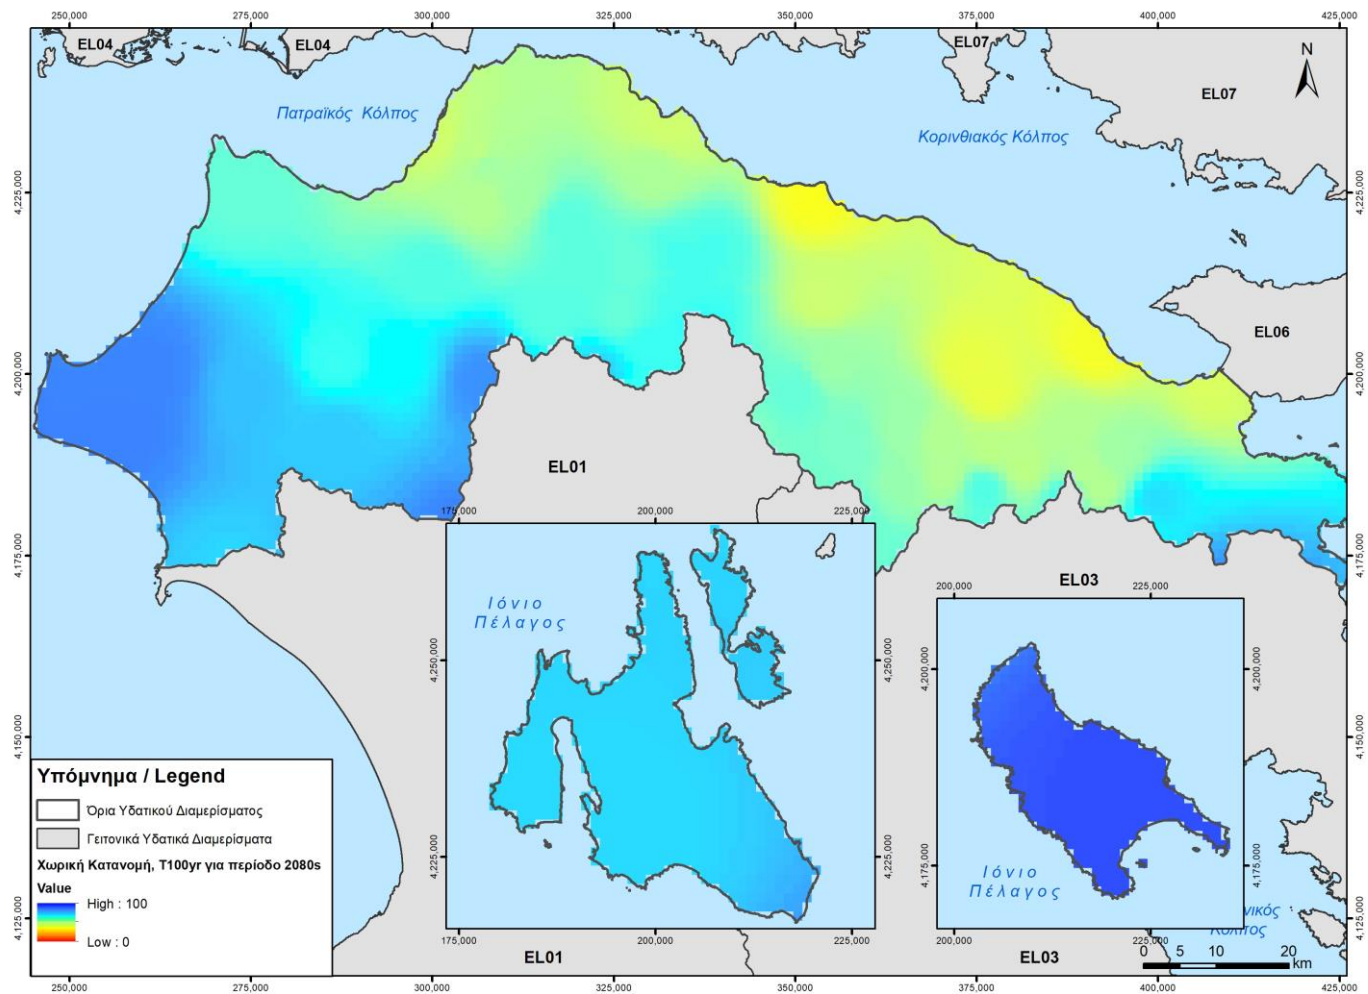 250,000
275,000
300,000
325,000
350,000
375,000
400,000
425,000
EL04
EL04
EL07
EL07
N
Πατραϊκός Κόλπος
Κορινθιακός Κόλπος
4,225,000
4,225,000
EL06
4,200,000
4,200,000
EL01
175,000
200,000
225,000
4,175,000
4,175,000
EL03
200,000
225,000
Ιόνιο
Πέλαγος
4,250,000
4,250,000
4,200,000
4,200,000
4,150,000
4,150,000
Υπόμνημα / Legend
Όρια Υδατικού Διαμερίσματος
Γειτονικά Υδατικά Διαμερίσματα
Χωρική Κατανομή, T100yr για περίοδο 2080s
Value
High : 100
Low : 0
4,225,000
4,225,000
4,175,000
4,175,000
Ιόνιο
Πέλαγος
4,125,000
4,125,000
νικός
Κόλπος
175,000
200,000
225,000
200,000
225,000
EL01
EL03
0 5 10 20
km
250,000
275,000
300,000
325,000
350,000
375,000
400,000
425,000